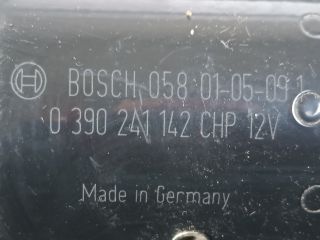 BOSCH 058 01-05-09 1
0 390 241 142 CHP 12V
Made in Germany